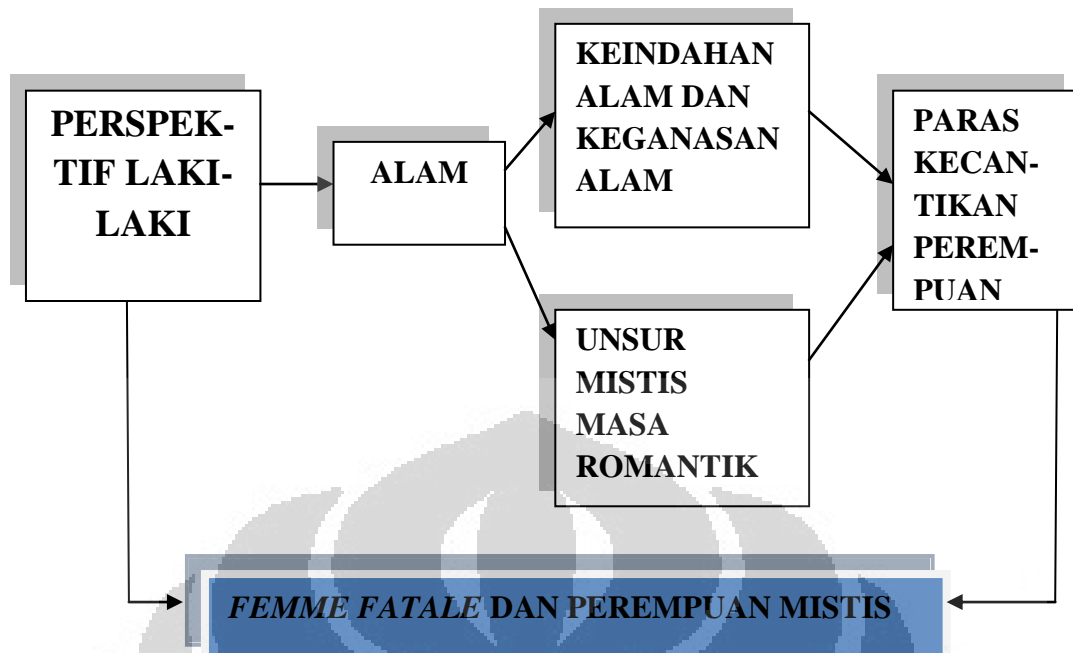 PERSPEK-
TIF LAKI-
LAKI
ALAM
KEINDAHAN
ALAM DAN
KEGANASAN
ALAM
UNSUR
MISTIS
MASA
ROMANTIK
PARAS
KECAN-
TIKAN
PEREM-
PUAN
FEMME FATALE DAN PEREMPUAN MISTIS